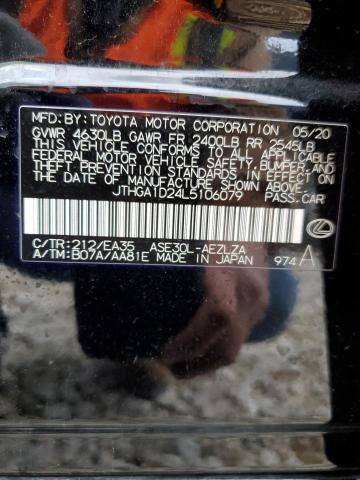 MFD. BY: TOYOTA MOTOR CORPORATION 05/20
GVWR 4630LB GAWR FR 2400LB RR 2545LB
THIS VEHICLE CONFORMS TO ALL APPLICABLE
FEDERAL MOTOR VEHICLE SAFETY, BUMPER, AND
THEFT PREVENTION STANDARDS IN EFFECT ON THE
DATE OF MANUFACTURE SHOWN ABOVE.
JTHGA1D24L5106079 PASS.CAR
C/TR:212/EA35 ASE30L-AEZLZA
A/TM:B07A/AA81E MADE IN JAPAN 974 A